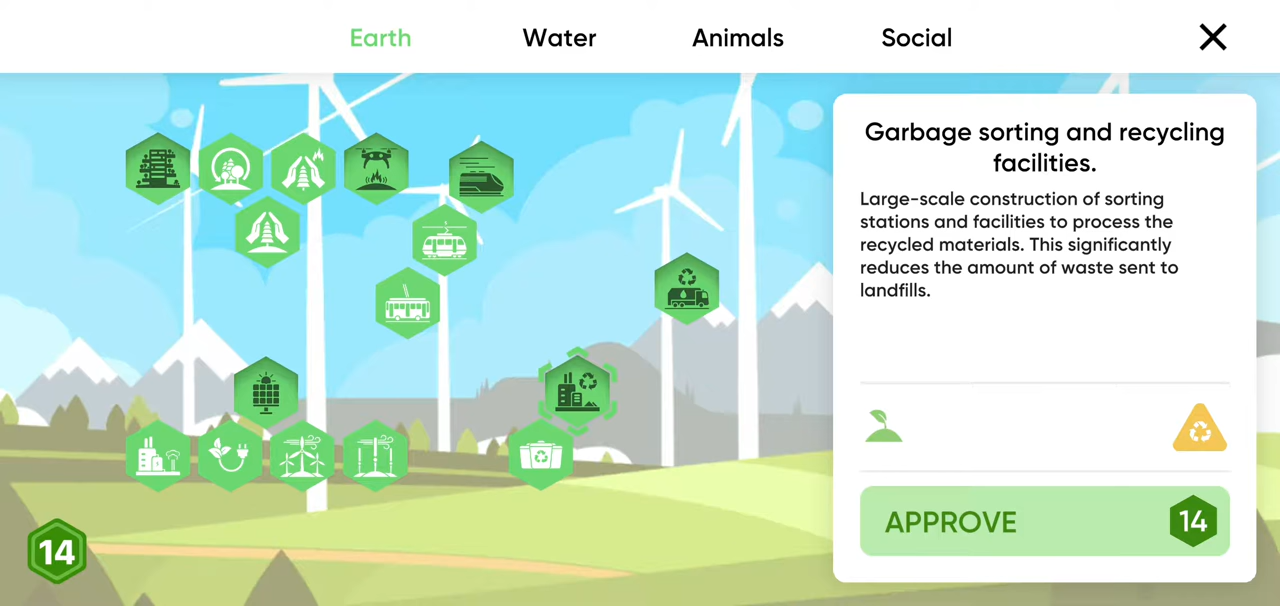 Earth
Water
Animals
Social
Garbage sorting and recycling
facilities.
Large-scale construction of sorting
stations and facilities to process the
recycled materials. This significantly
reduces the amount of waste sent to
landfills.
APPROVE
14
14